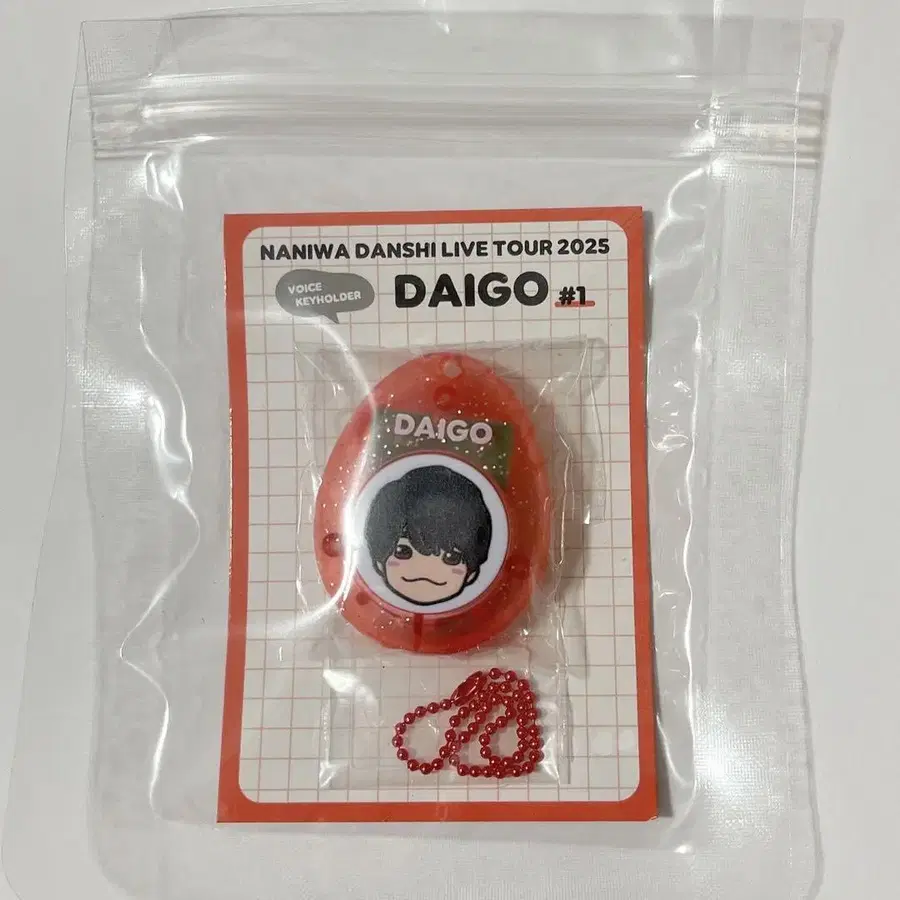 NANIWA DANSHI LIVE TOUR 2025
VOICE
KEYHOLDER
DAIGO #1
DAIGO